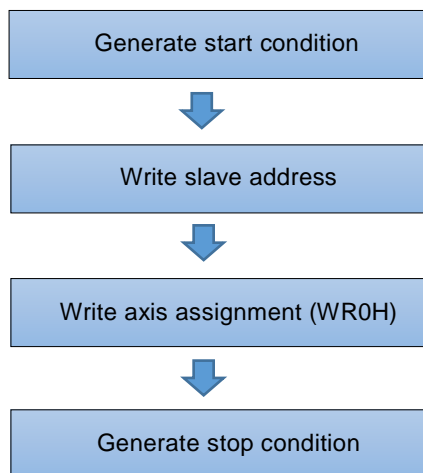 Generate start condition
Write slave address
Write axis assignment (WR0H)
Generate stop condition